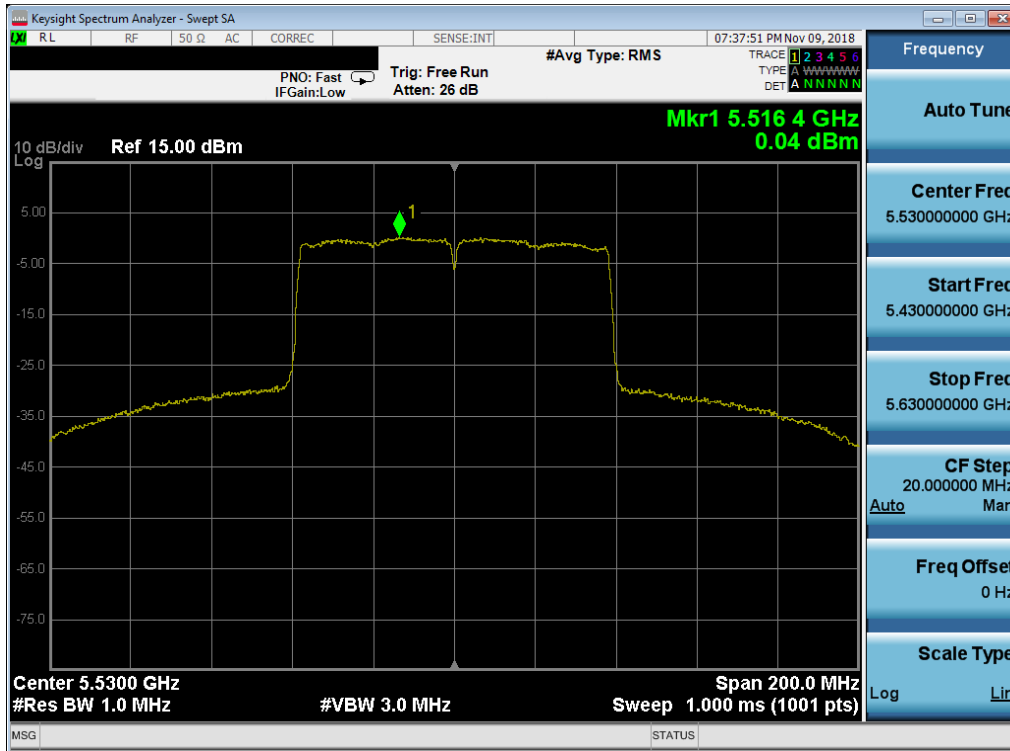 Keysight Spectrum Analyzer - Swept SA
LXI RL RF 50 Ω AC CORREC SENSE:INT 07:37:51 PM Nov 09, 2018
#Avg Type: RMS TRACE 1 2 3 4 5 6
PNO: Fast Trig: Free Run TYPE A WWWWW
IFGain:Low Atten: 26 dB DET A N N N N N
Mkr1 5.516 4 GHz
10 dB/div Ref 15.00 dBm 0.04 dBm
Log
5.00
1
-5.00
-15.0
-25.0
-35.0
-45.0
-55.0
-65.0
-75.0
Center 5.5300 GHz Span 200.0 MHz
#Res BW 1.0 MHz #VBW 3.0 MHz Sweep 1.000 ms (1001 pts)
MSG STATUS
Frequency
Auto Tune
Center Freq
5.530000000 GHz
Start Freq
5.430000000 GHz
Stop Freq
5.630000000 GHz
CF Step
20.000000 MHz
Auto Man
Freq Offset
0 Hz
Scale Type
Log Lin